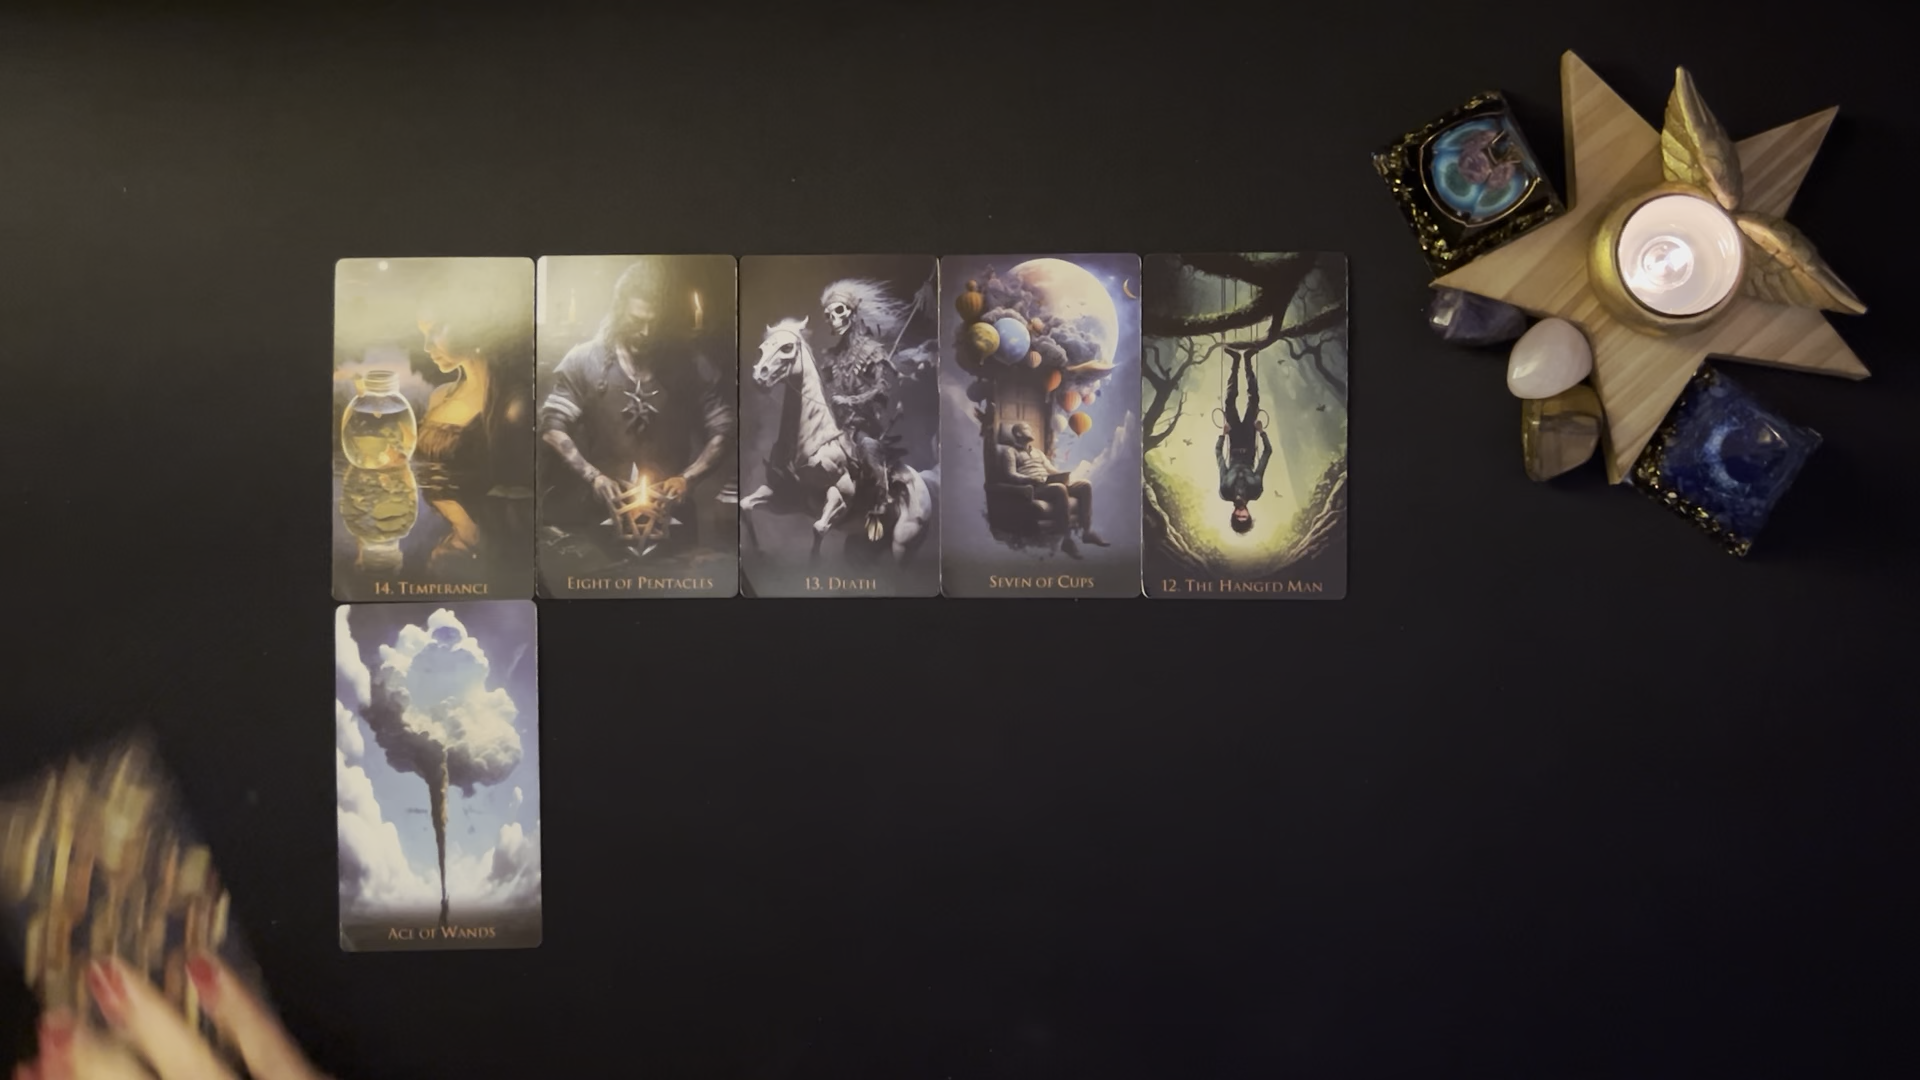 14. Temperance
Eight of Pentacles
13. Death
Seven of Cups
12. The Hanged Man
Ace of Wands